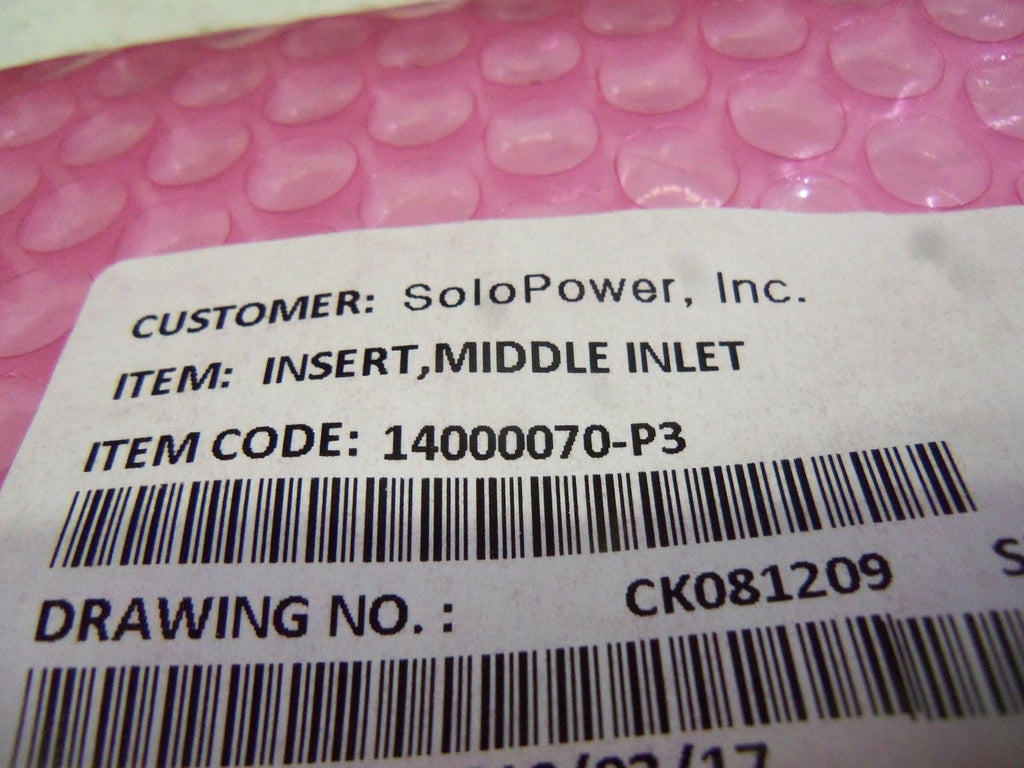 CUSTOMER: SoloPower, Inc.
ITEM: INSERT,MIDDLE INLET
ITEM CODE: 14000070-P3
DRAWING NO. : CK081209